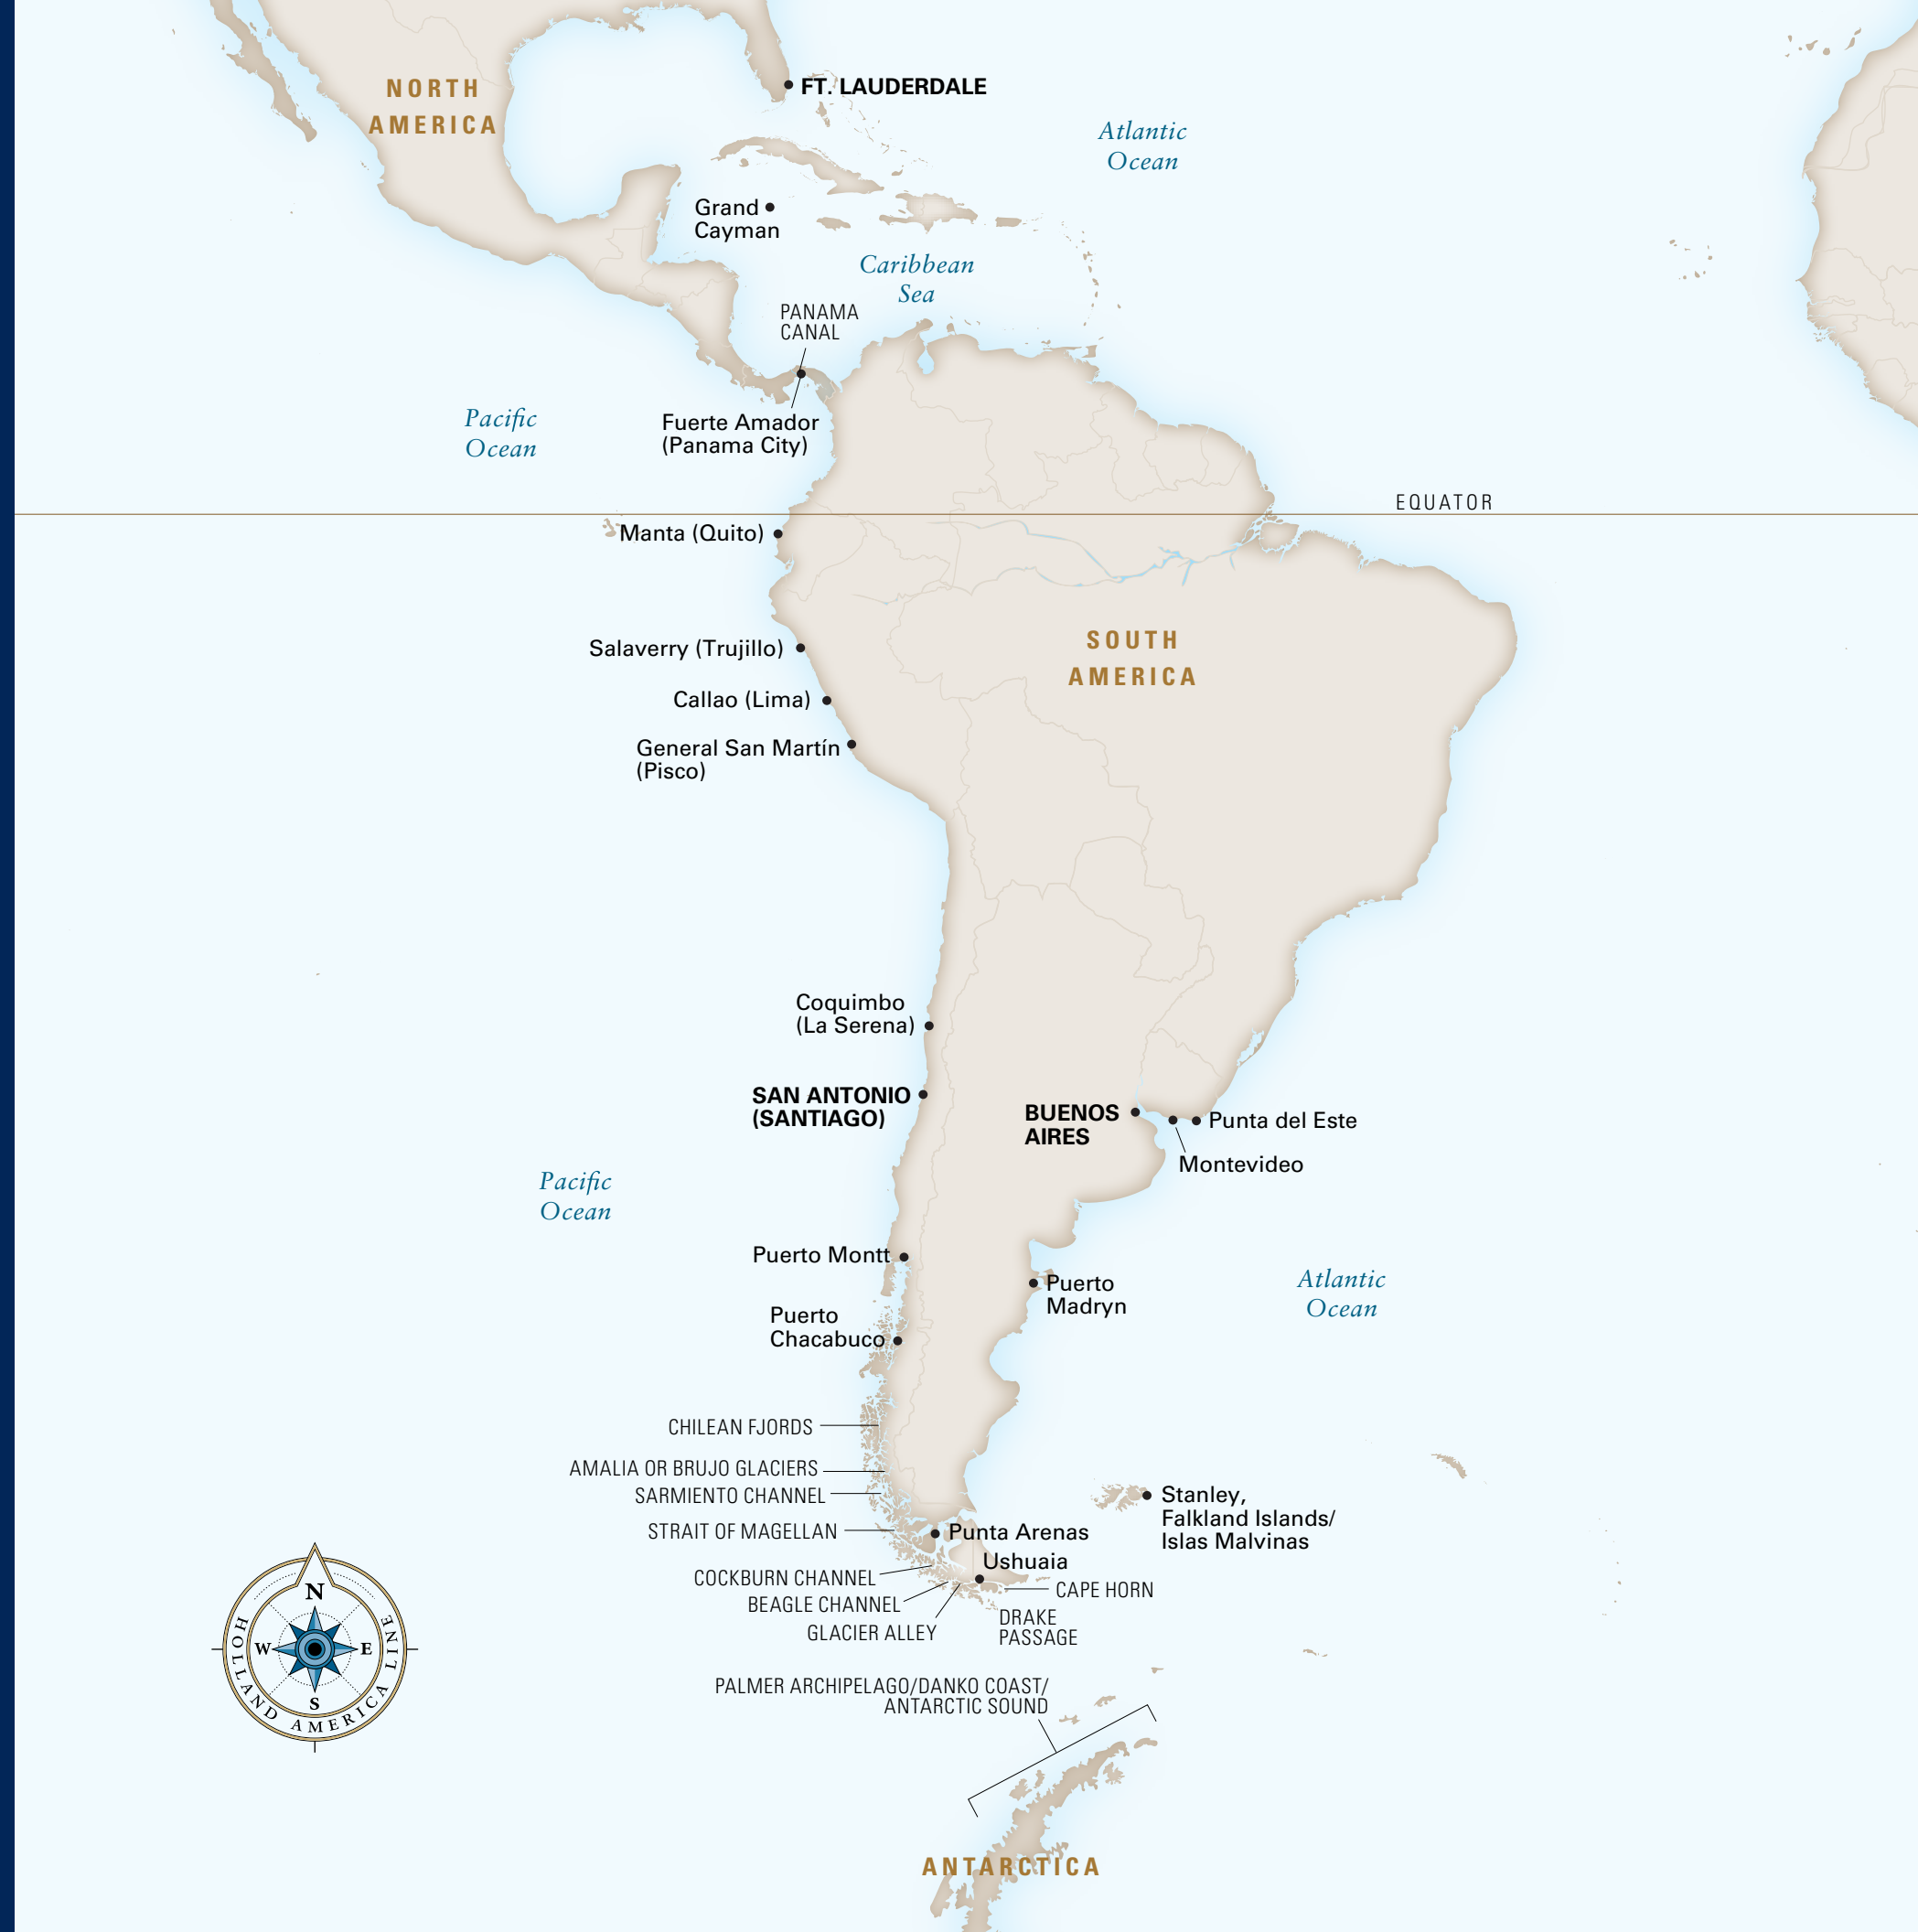 NORTH
AMERICA
FT. LAUDERDALE
Atlantic
Ocean
Grand
Cayman
Caribbean
Sea
PANAMA
CANAL
Pacific
Ocean
Fuerte Amador
(Panama City)
EQUATOR
Manta (Quito)
SOUTH
AMERICA
Salaverry (Trujillo)
Callao (Lima)
General San Martín
(Pisco)
Coquimbo
(La Serena)
SAN ANTONIO
(SANTIAGO)
BUENOS
AIRES
Punta del Este
Montevideo
Pacific
Ocean
Puerto Montt
Puerto
Madryn
Atlantic
Ocean
Puerto
Chacabuco
CHILEAN FJORDS
AMALIA OR BRUJO GLACIERS
SARMIENTO CHANNEL
Stanley,
Falkland Islands/
Islas Malvinas
STRAIT OF MAGELLAN
Punta Arenas
Ushuaia
COCKBURN CHANNEL
CAPE HORN
BEAGLE CHANNEL
GLACIER ALLEY
DRAKE
PASSAGE
N
W
E
S
HOLLAND AMERICA LINE
PALMER ARCHIPELAGO/DANKO COAST/
ANTARCTIC SOUND
ANTARCTICA